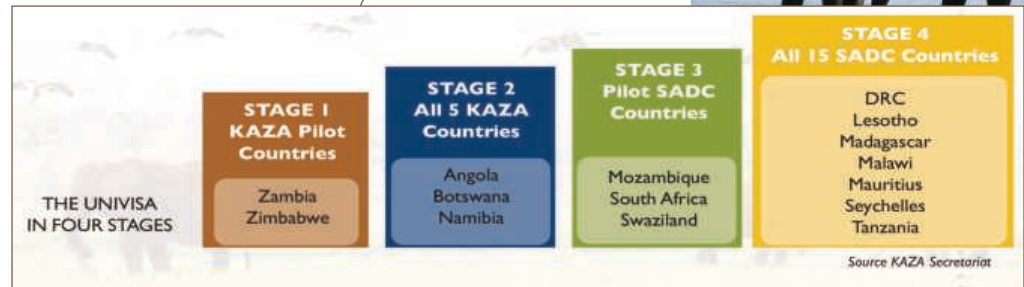 THE UNIVISA
IN FOUR STAGES
STAGE 1
KAZA Pilot
Countries
Zambia
Zimbabwe
STAGE 2
All 5 KAZA
Countries
Angola
Botswana
Namibia
STAGE 3
Pilot SADC
Countries
Mozambique
South Africa
Swaziland
STAGE 4
All 15 SADC Countries
DRC
Lesotho
Madagascar
Malawi
Mauritius
Seychelles
Tanzania
Source KAZA Secretariat